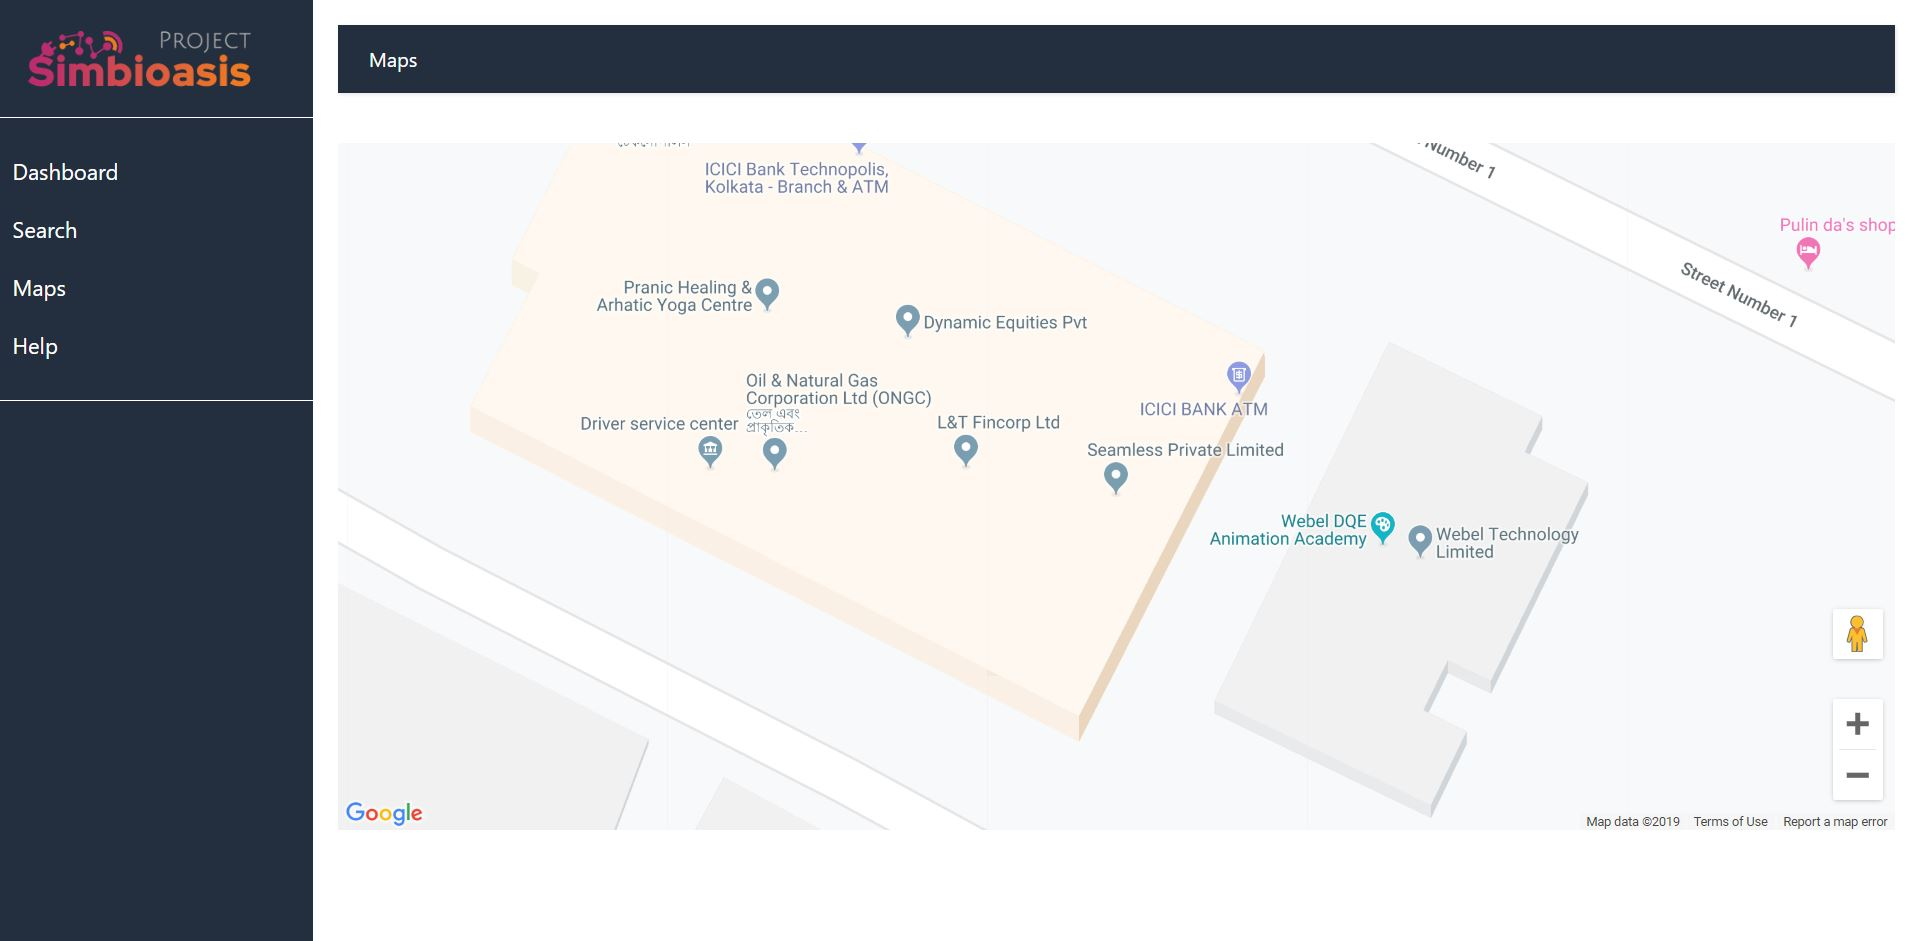 PROJECT
Simbioasis
Dashboard
Search
Maps
Help
Maps
ICICI Bank Technopolis,
Kolkata - Branch & ATM
Number 1
Pulin da's shop
Street Number 1
Pranic Healing &
Arhatic Yoga Centre
Dynamic Equities Pvt
Oil & Natural Gas
Corporation Ltd (ONGC)
তেল এবং
প্রাকৃতিক...
Driver service center
L&T Fincorp Ltd
ICICI BANK ATM
Seamless Private Limited
Webel DQE
Animation Academy
Webel Technology
Limited
Google
Map data ©2019 Terms of Use Report a map error